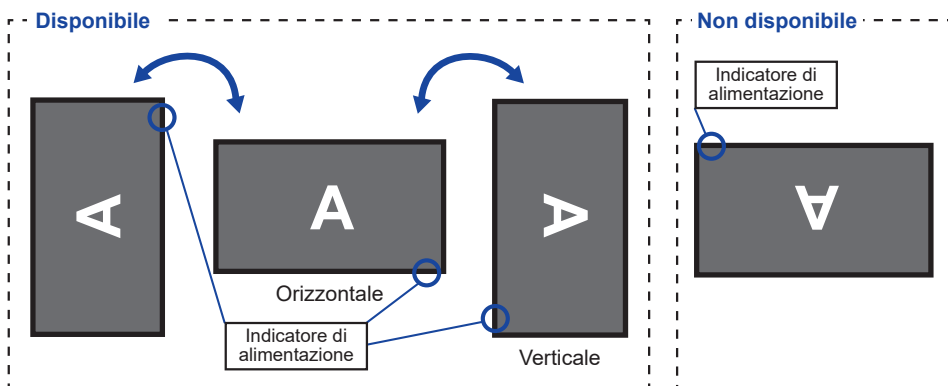 Disponibile
A
A
A
Orizzontale
Indicatore di
alimentazione
Verticale
Non disponibile
Indicatore di
alimentazione
A